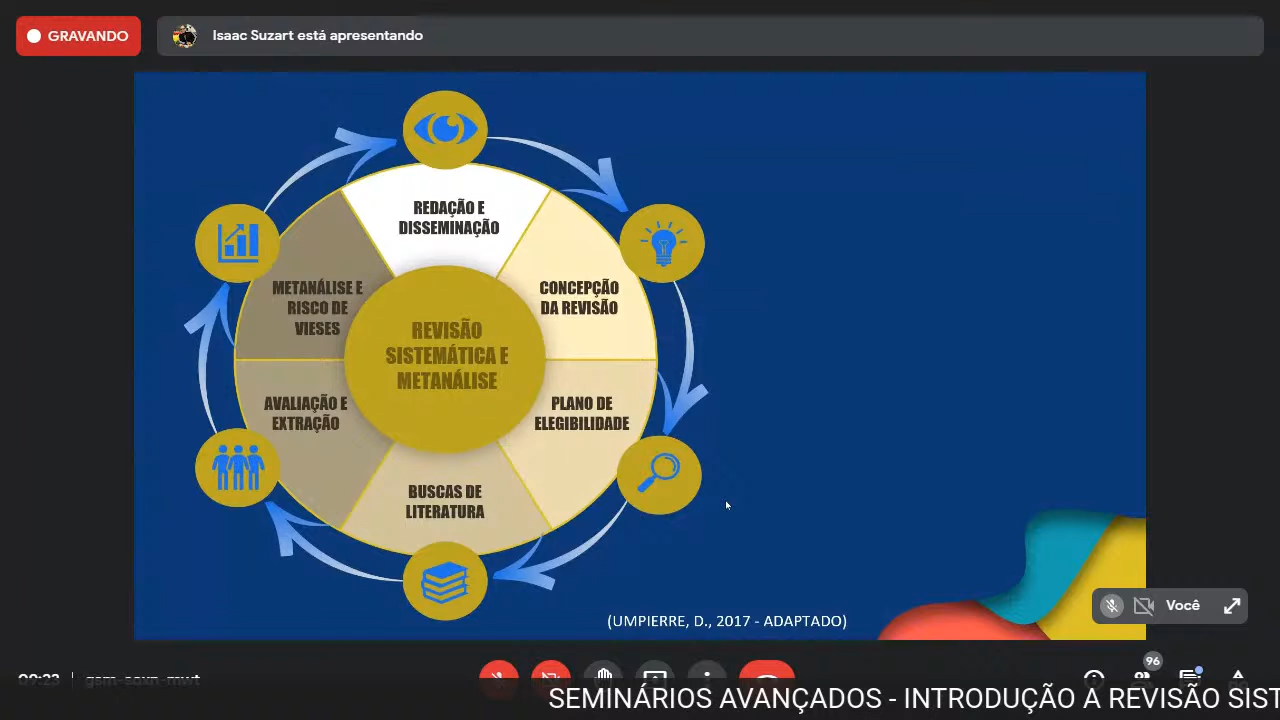 GRAVANDO
Isaac Suzart está apresentando
REDAÇÃO E
DISSEMINAÇÃO
CONCEPÇÃO
DA REVISÃO
PLANO DE
ELEGIBILIDADE
BUSCAS DE
LITERATURA
AVALIAÇÃO E
EXTRAÇÃO
METANÁLISE E
RISCO DE
VIESES
REVISÃO
SISTEMÁTICA E
METANÁLISE
(UMPIERRE, D., 2017 - ADAPTADO)
Você
96
SEMINÁRIOS AVANÇADOS - INTRODUÇÃO A REVISÃO SIST